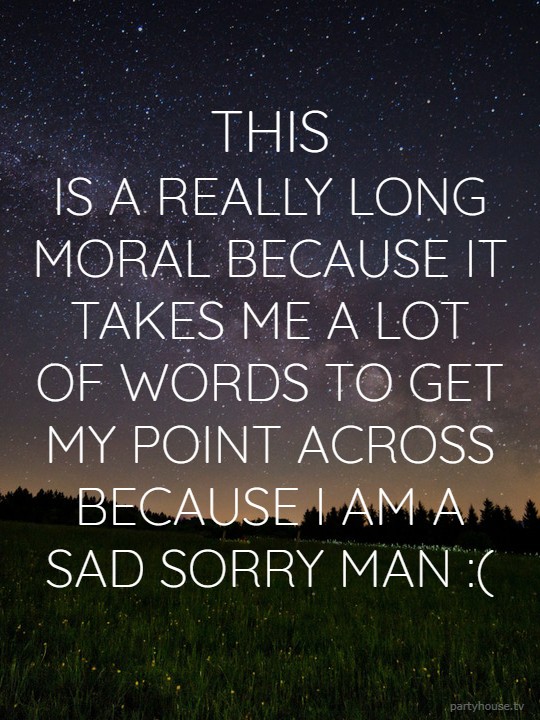 THIS
IS A REALLY LONG
MORAL BECAUSE IT
TAKES ME A LOT
OF WORDS TO GET
MY POINT ACROSS
BECAUSE I AM A
SAD SORRY MAN :(
partyhouse.tv